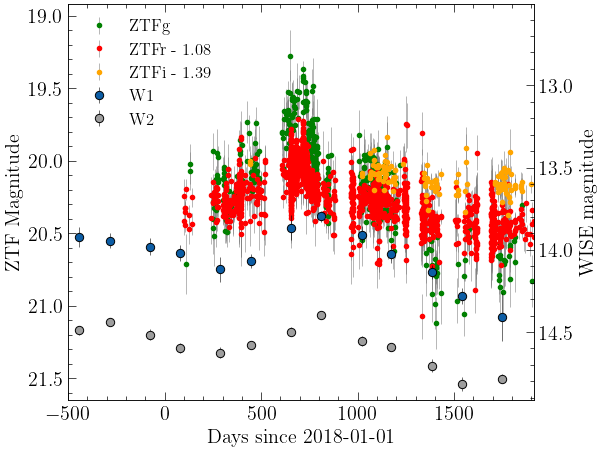 19.0
19.5
20.0
20.5
21.0
21.5
ZTF Magnitude
ZTFg
ZTFr - 1.08
ZTFi - 1.39
W1
W2
13.0
13.5
14.0
14.5
WISE magnitude
−500
0
500
1000
1500
Days since 2018-01-01